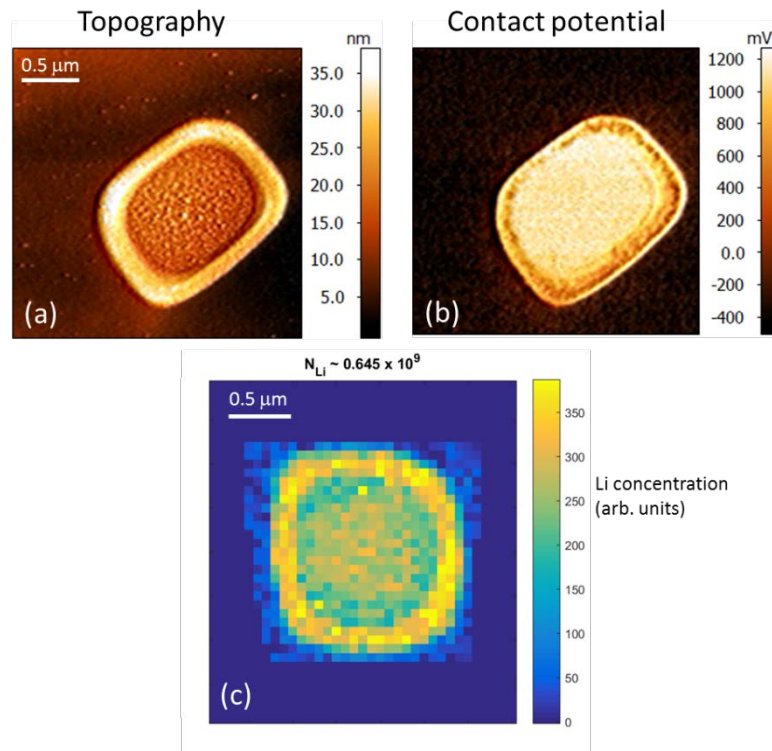 Topography
Contact potential
nm
mV
0.5 µm
35.0
30.0
25.0
20.0
15.0
10.0
5.0
(a)
1200
1000
800
600
400
200
0.0
-200
-400
(b)
N_Li ~ 0.645 x 10^9
0.5 µm
350
300
250
200
150
100
50
0
Li concentration
(arb. units)
(c)